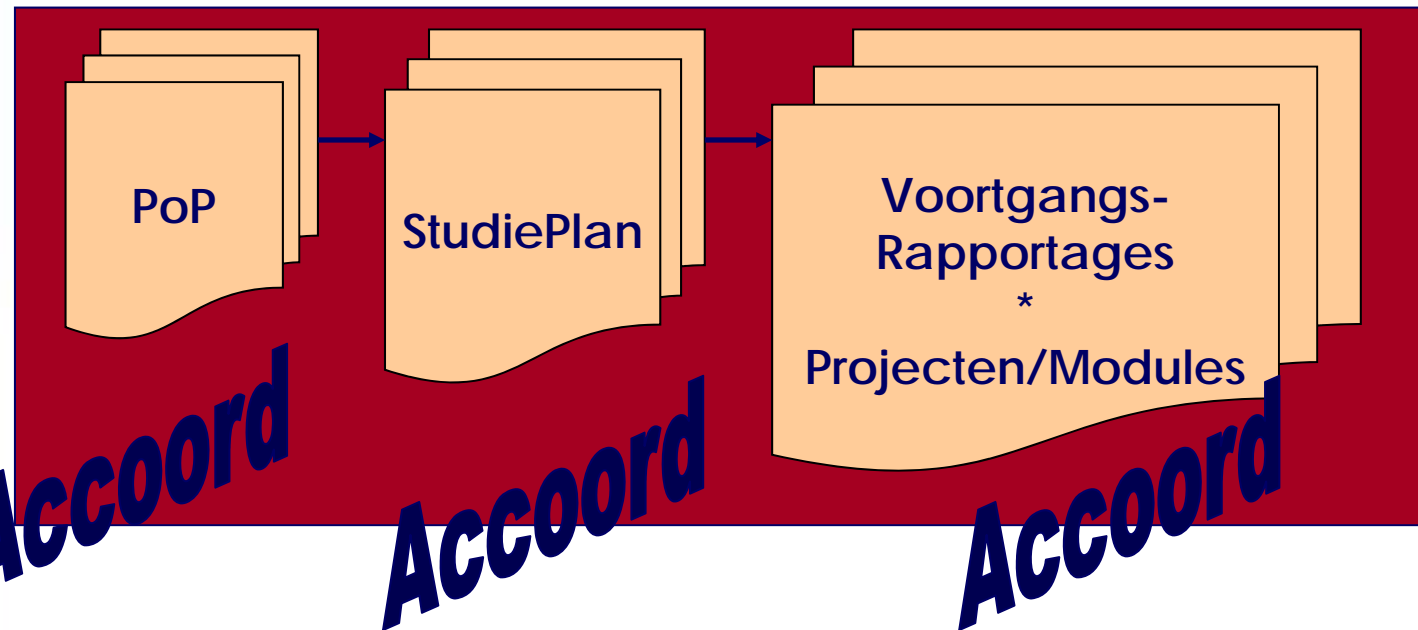 PoP
StudiePlan
Voortgangs-
Rapportages
*
Projecten/Modules
Accoord
Accoord
Accoord